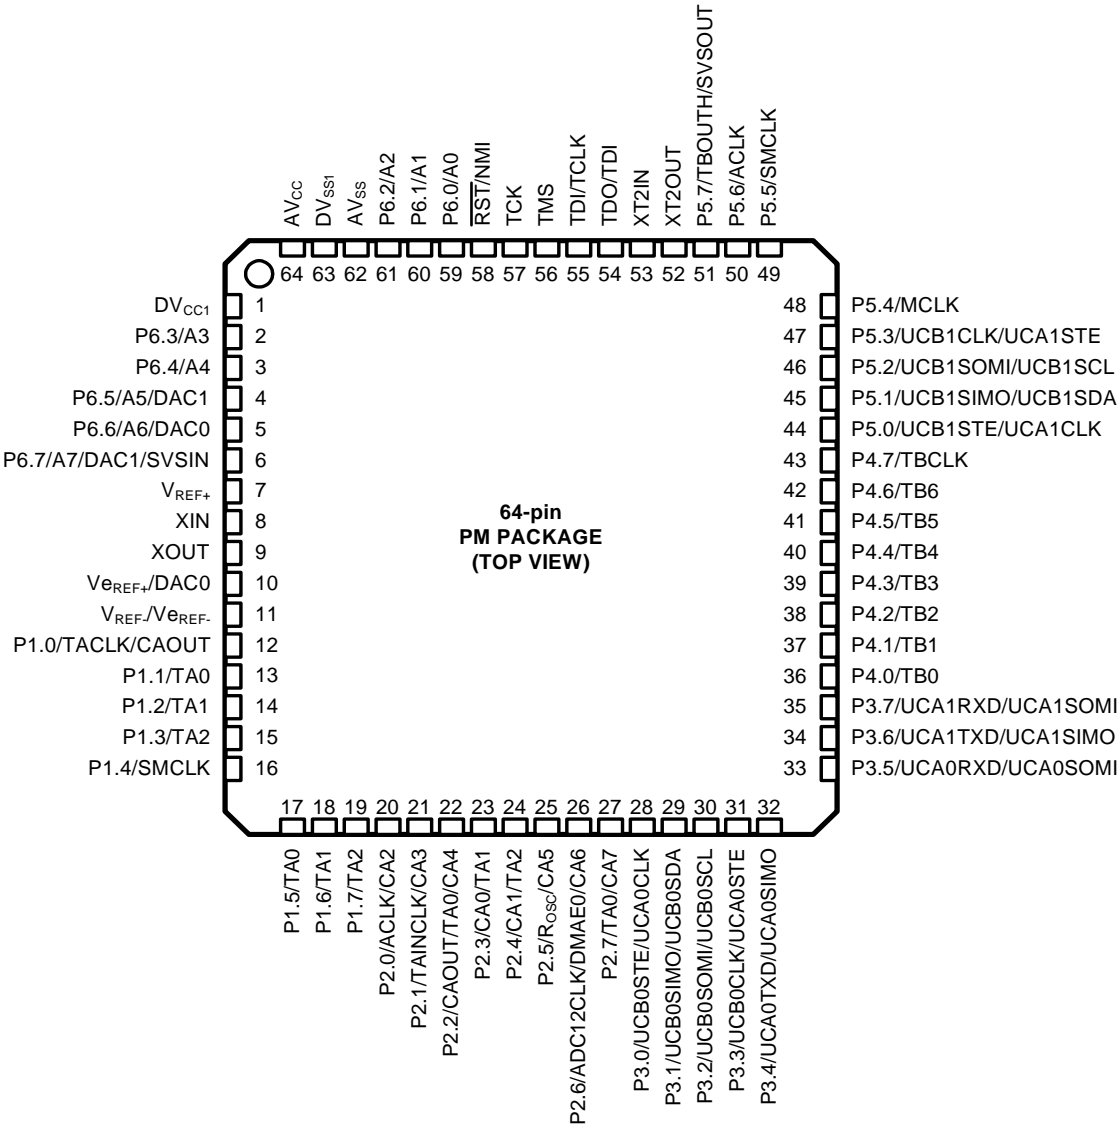 P5.7/TBOUTH/SVSOUT
AVCC
DVSS1
AVSS
P6.2/A2
P6.1/A1
P6.0/A0
RST/NMI
TCK
TMS
TDI/TCLK
TDO/TDI
XT2IN
XT2OUT
P5.6/ACLK
P5.5/SMCLK
64 63 62 61 60 59 58 57 56 55 54 53 52 51 50 49
DVCC1 1
P6.3/A3 2
P6.4/A4 3
P6.5/A5/DAC1 4
P6.6/A6/DAC0 5
P6.7/A7/DAC1/SVSIN 6
VREF+ 7
XIN 8
XOUT 9
VeREF+/DAC0 10
VREF-/VeREF- 11
P1.0/TACLK/CAOUT 12
P1.1/TA0 13
P1.2/TA1 14
P1.3/TA2 15
P1.4/SMCLK 16
64-pin
PM PACKAGE
(TOP VIEW)
48 P5.4/MCLK
47 P5.3/UCB1CLK/UCA1STE
46 P5.2/UCB1SOMI/UCB1SCL
45 P5.1/UCB1SIMO/UCB1SDA
44 P5.0/UCB1STE/UCA1CLK
43 P4.7/TBCLK
42 P4.6/TB6
41 P4.5/TB5
40 P4.4/TB4
39 P4.3/TB3
38 P4.2/TB2
37 P4.1/TB1
36 P4.0/TB0
35 P3.7/UCA1RXD/UCA1SOMI
34 P3.6/UCA1TXD/UCA1SIMO
33 P3.5/UCA0RXD/UCA0SOMI
17 18 19 20 21 22 23 24 25 26 27 28 29 30 31 32
P1.5/TA0
P1.6/TA1
P1.7/TA2
P2.0/ACLK/CA2
P2.1/TAINCLK/CA3
P2.2/CAOUT/TA0/CA4
P2.3/CA0/TA1
P2.4/CA1/TA2
P2.5/ROSC/CA5
P2.6/ADC12CLK/DMAE0/CA6
P2.7/TA0/CA7
P3.0/UCB0STE/UCA0CLK
P3.1/UCB0SIMO/UCB0SDA
P3.2/UCB0SOMI/UCB0SCL
P3.3/UCB0CLK/UCA0STE
P3.4/UCA0TXD/UCA0SIMO